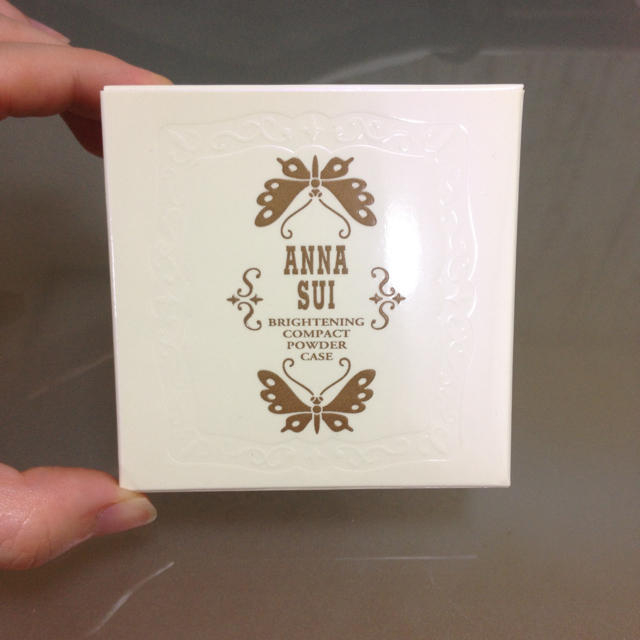 ANNA
SUI
BRIGHTENING
COMPACT
POWDER
CASE